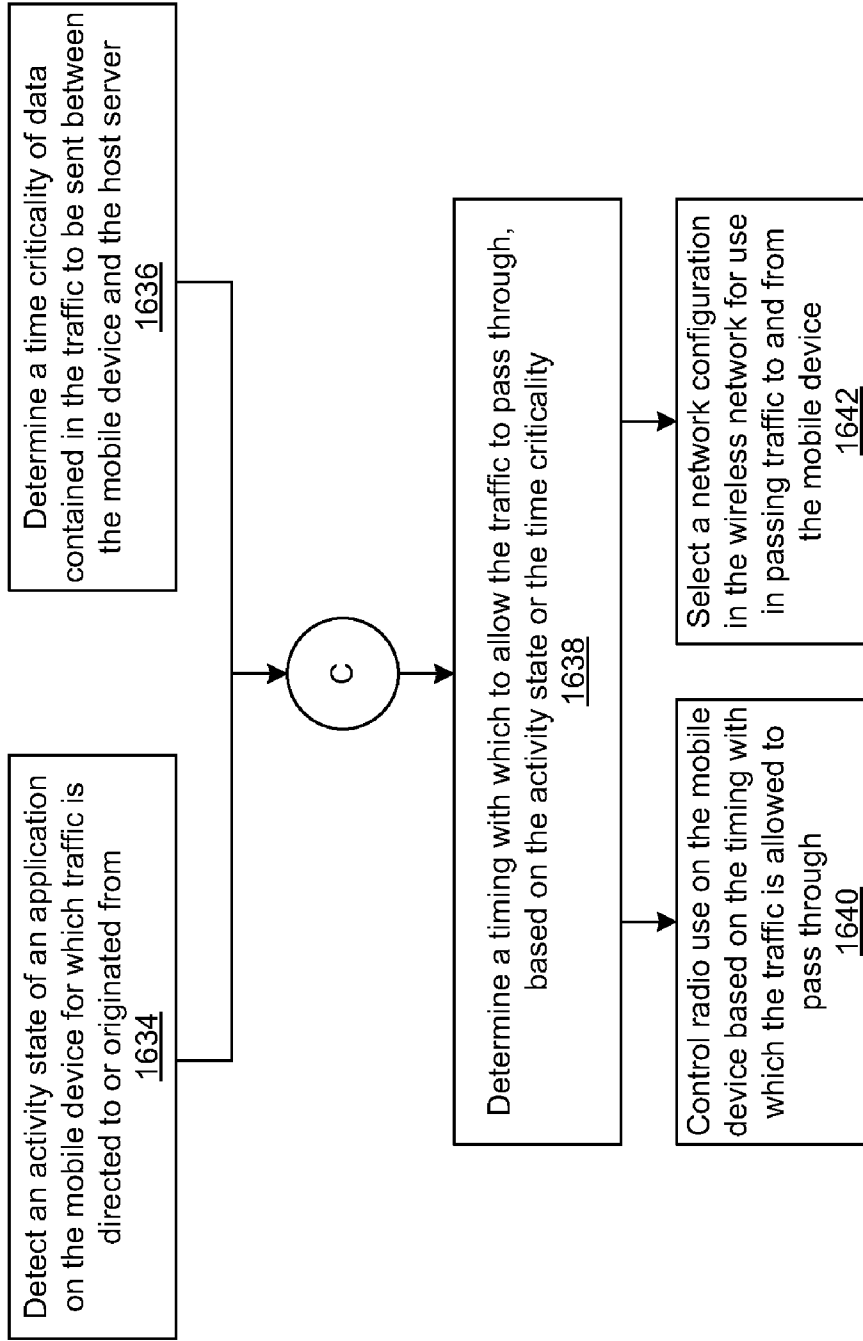 Detect an activity state of an application
on the mobile device for which traffic is
directed to or originated from
1634
Determine a time criticality of data
contained in the traffic to be sent between
the mobile device and the host server
1636
C
Determine a timing with which to allow the traffic to pass through,
based on the activity state or the time criticality
1638
Control radio use on the mobile
device based on the timing with
which the traffic is allowed to
pass through
1640
Select a network configuration
in the wireless network for use
in passing traffic to and from
the mobile device
1642